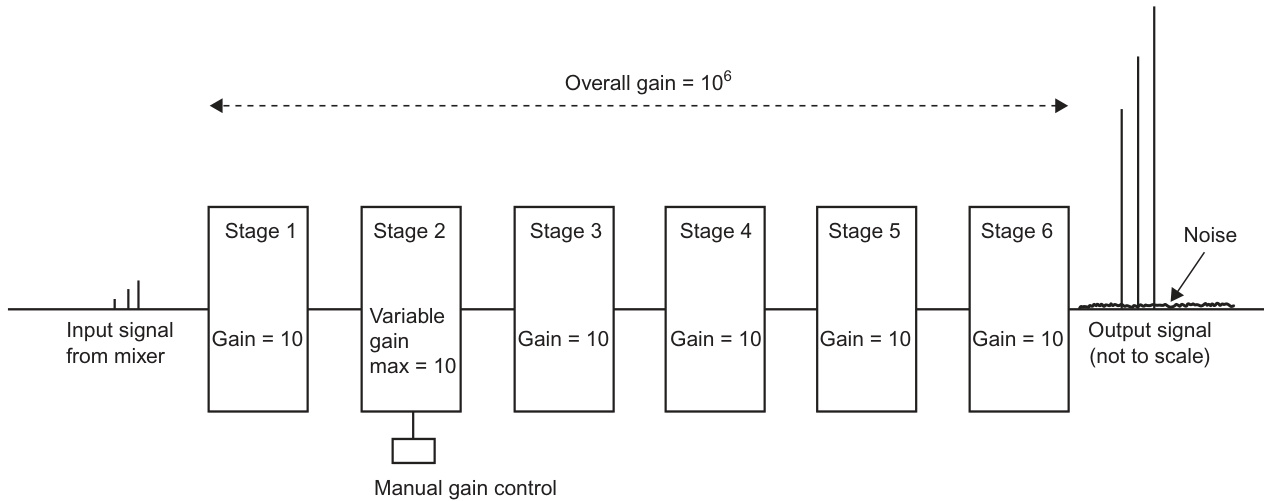 Overall gain = 10⁶
Stage 1
Stage 2
Stage 3
Stage 4
Stage 5
Stage 6
Noise
Input signal
from mixer
Gain = 10
Variable
gain
max = 10
Gain = 10
Gain = 10
Gain = 10
Gain = 10
Output signal
(not to scale)
Manual gain control